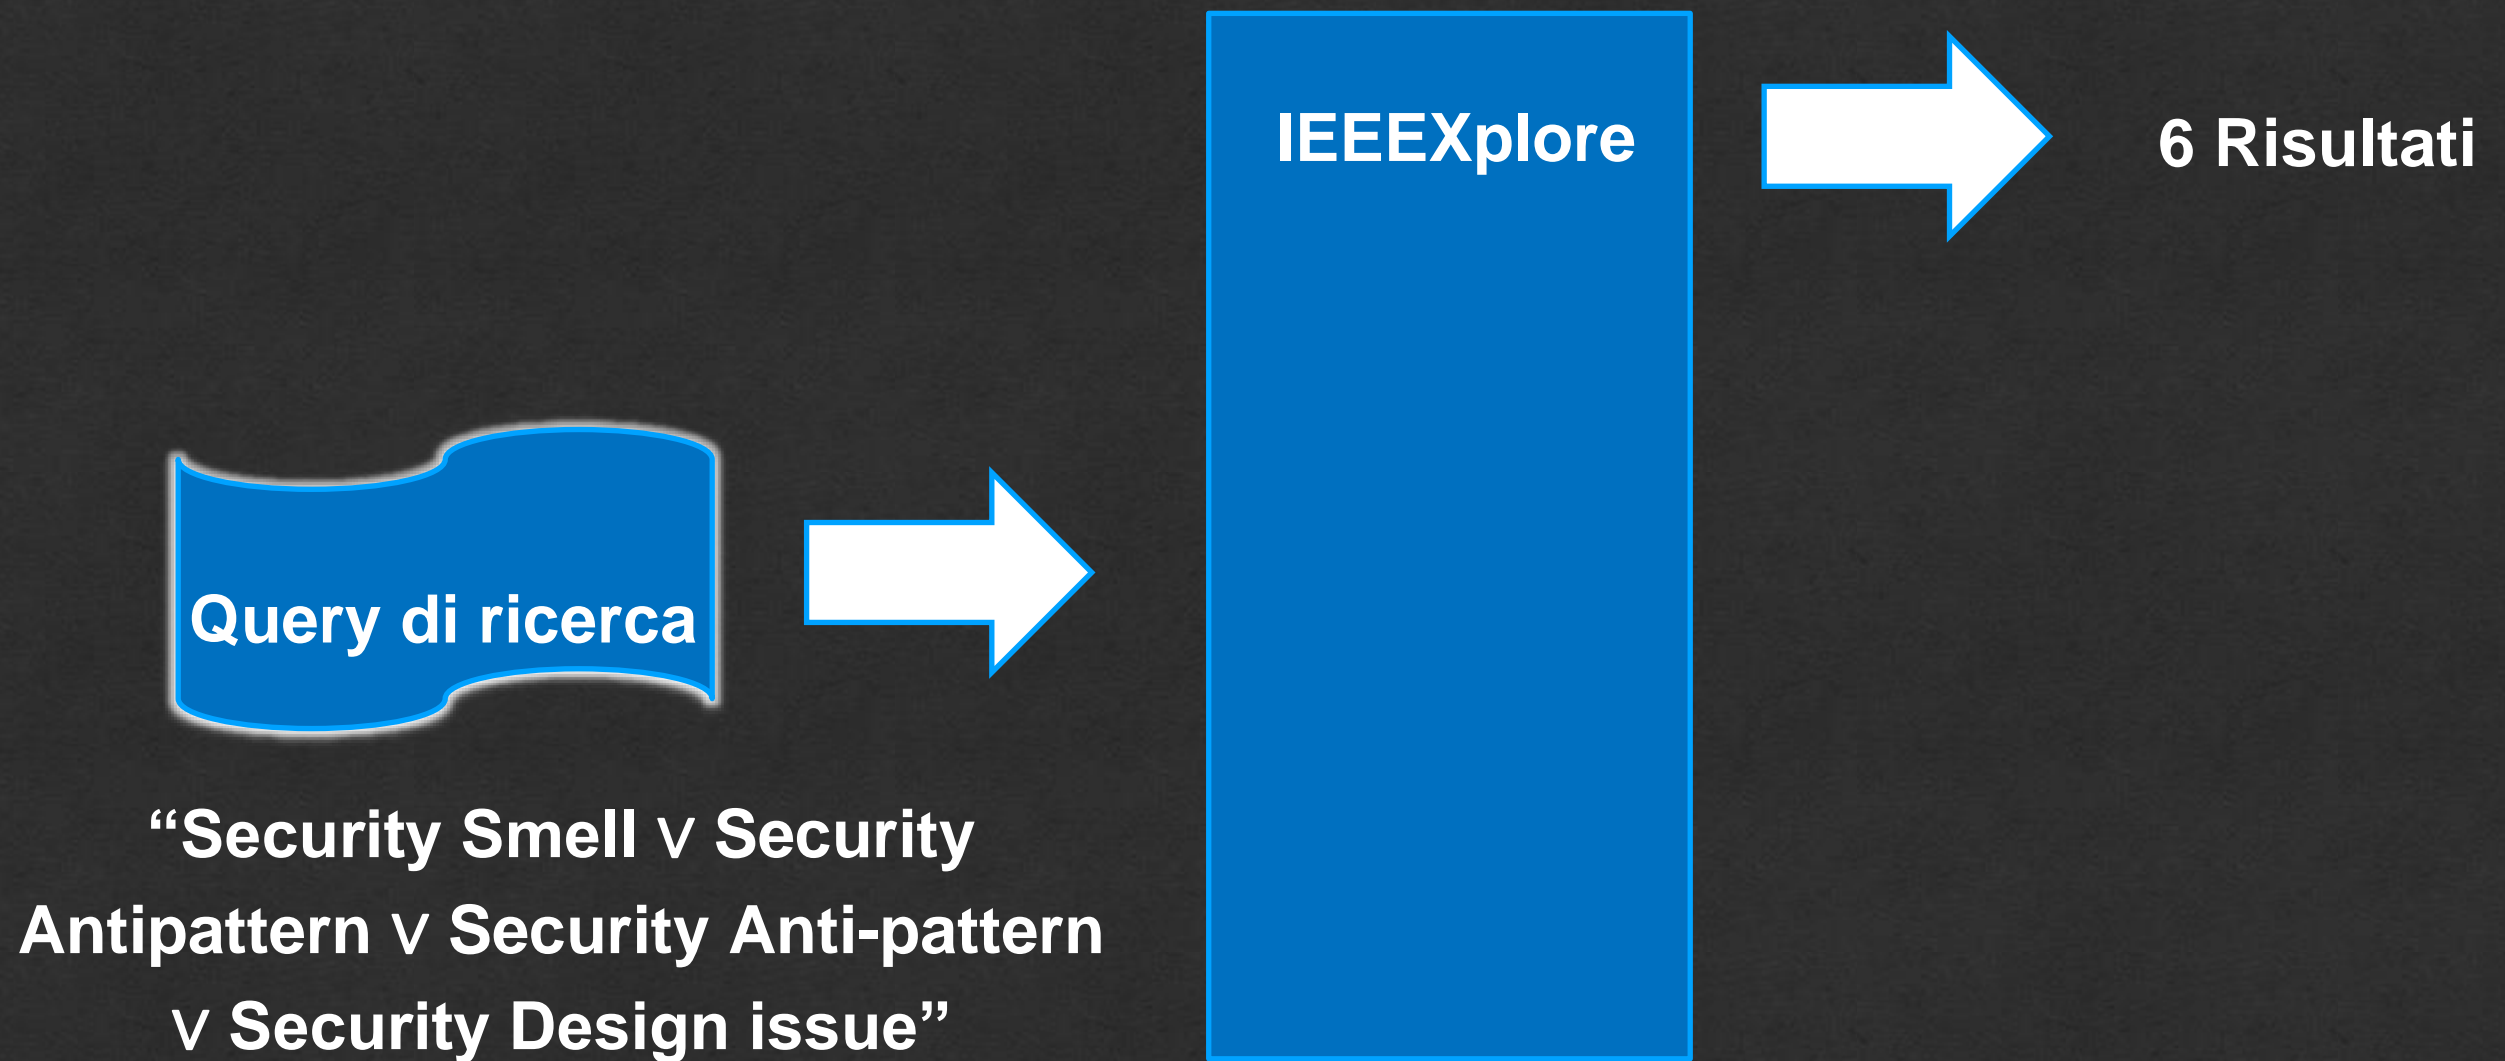 IEEEXplore
6 Risultati
Query di ricerca
“Security Smell ∨ Security
Antipattern ∨ Security Anti-pattern
∨ Security Design issue”